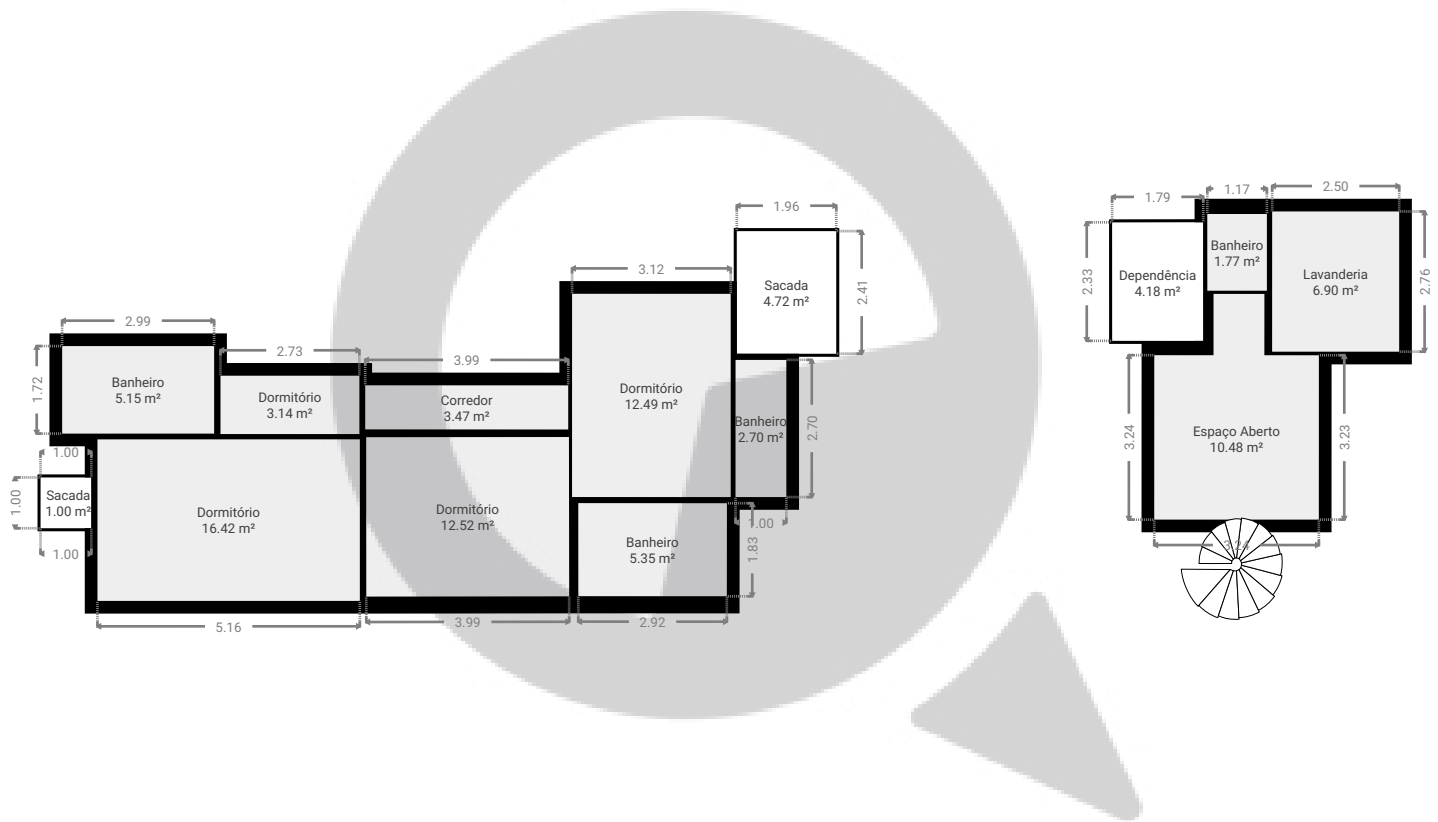 1.96
3.12
Sacada
4.72 m²
2.41
2.99
2.73
3.99
1.72
Banheiro
5.15 m²
Dormitório
3.14 m²
Corredor
3.47 m²
Dormitório
12.49 m²
Banheiro
2.70 m²
2.70
1.00
1.00
Sacada
1.00 m²
1.00
Dormitório
16.42 m²
Dormitório
12.52 m²
Banheiro
5.35 m²
1.00
1.83
5.16
3.99
2.92
1.79
1.17
2.50
2.33
Dependência
4.18 m²
Banheiro
1.77 m²
Lavanderia
6.90 m²
2.76
3.24
Espaço Aberto
10.48 m²
3.23
3.24